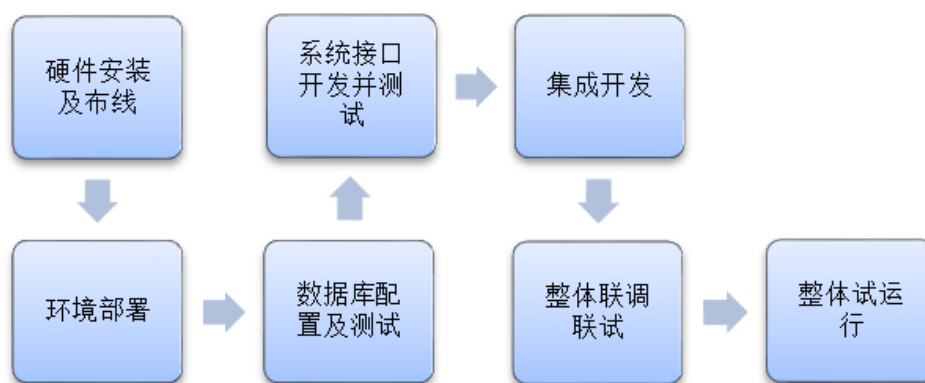 硬件安装
及布线
系统接口
开发并测
试
集成开发
环境部署
数据库配
置及测试
整体联调
联试
整体试运
行